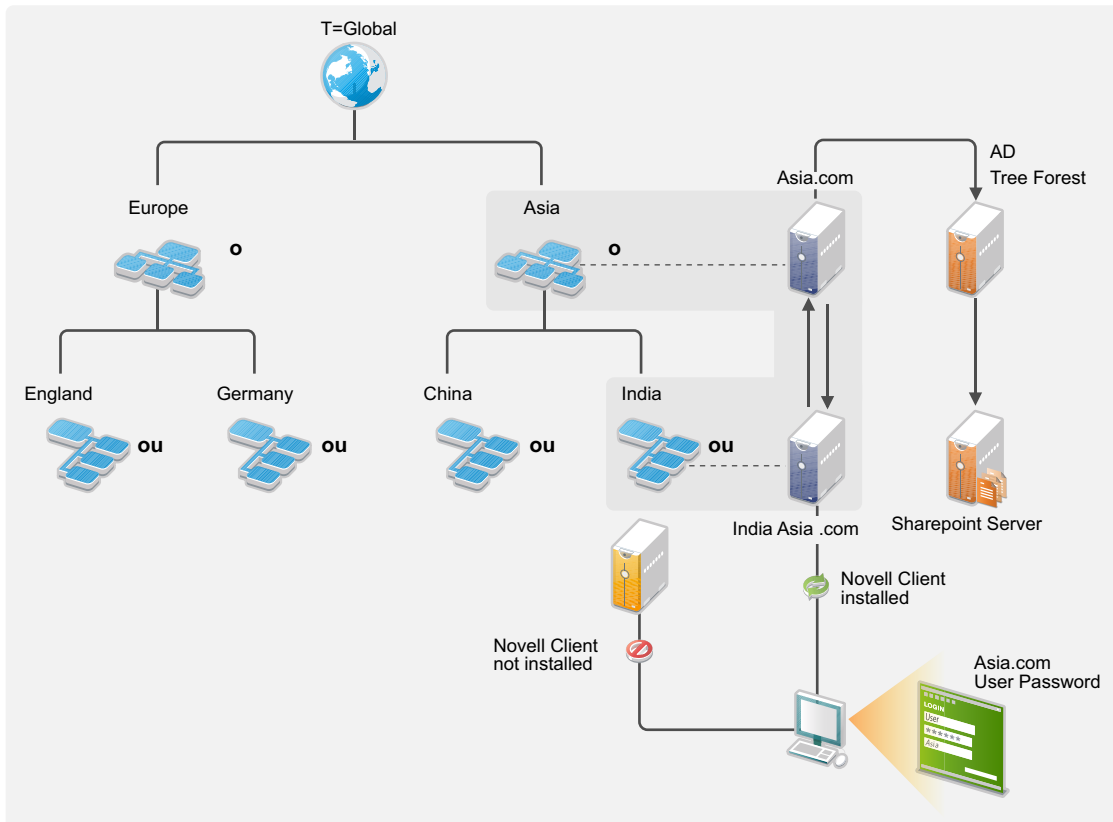 T=Global
AD
Tree Forest
Asia.com
Europe
Asia
o
o
England
Germany
China
India
ou
ou
ou
ou
Sharepoint Server
India Asia .com
Novell Client
installed
Novell Client
not installed
Asia.com
User Password
LOGIN
User
******
Asia